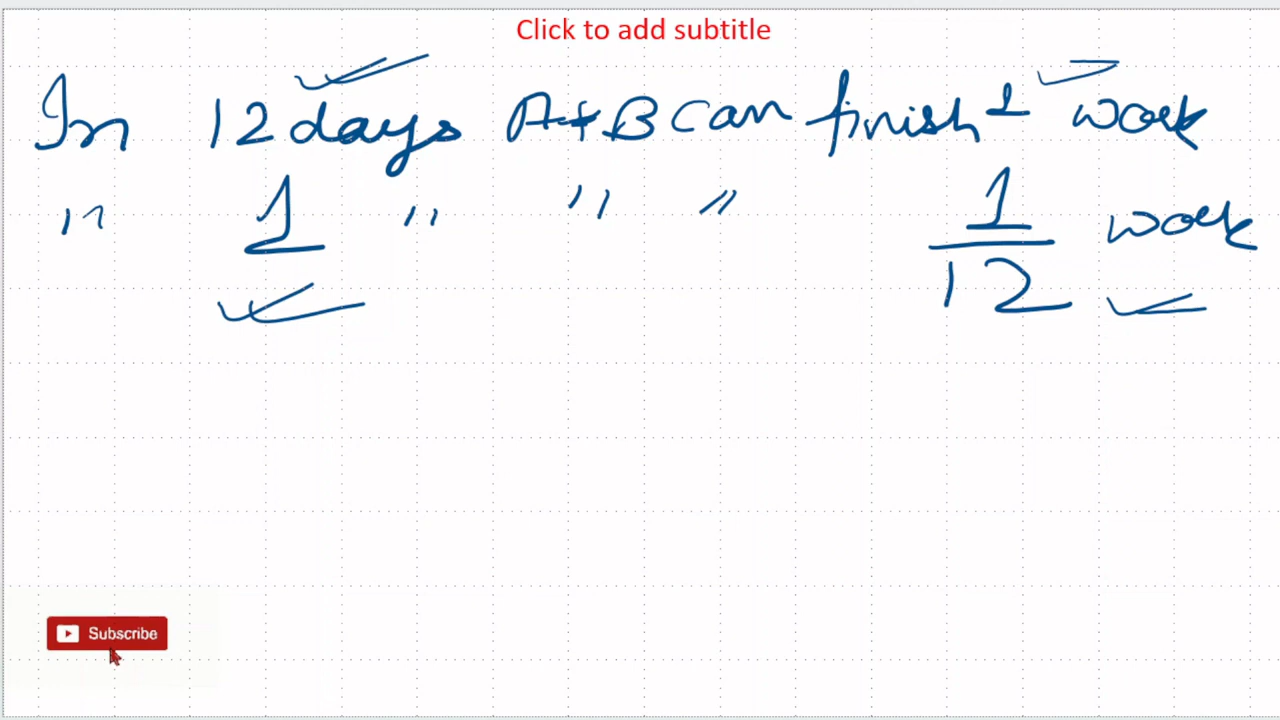 Click to add subtitle
In 12 days A+B can finish 1 work
" 1 " " " 1/12 work
Subscribe